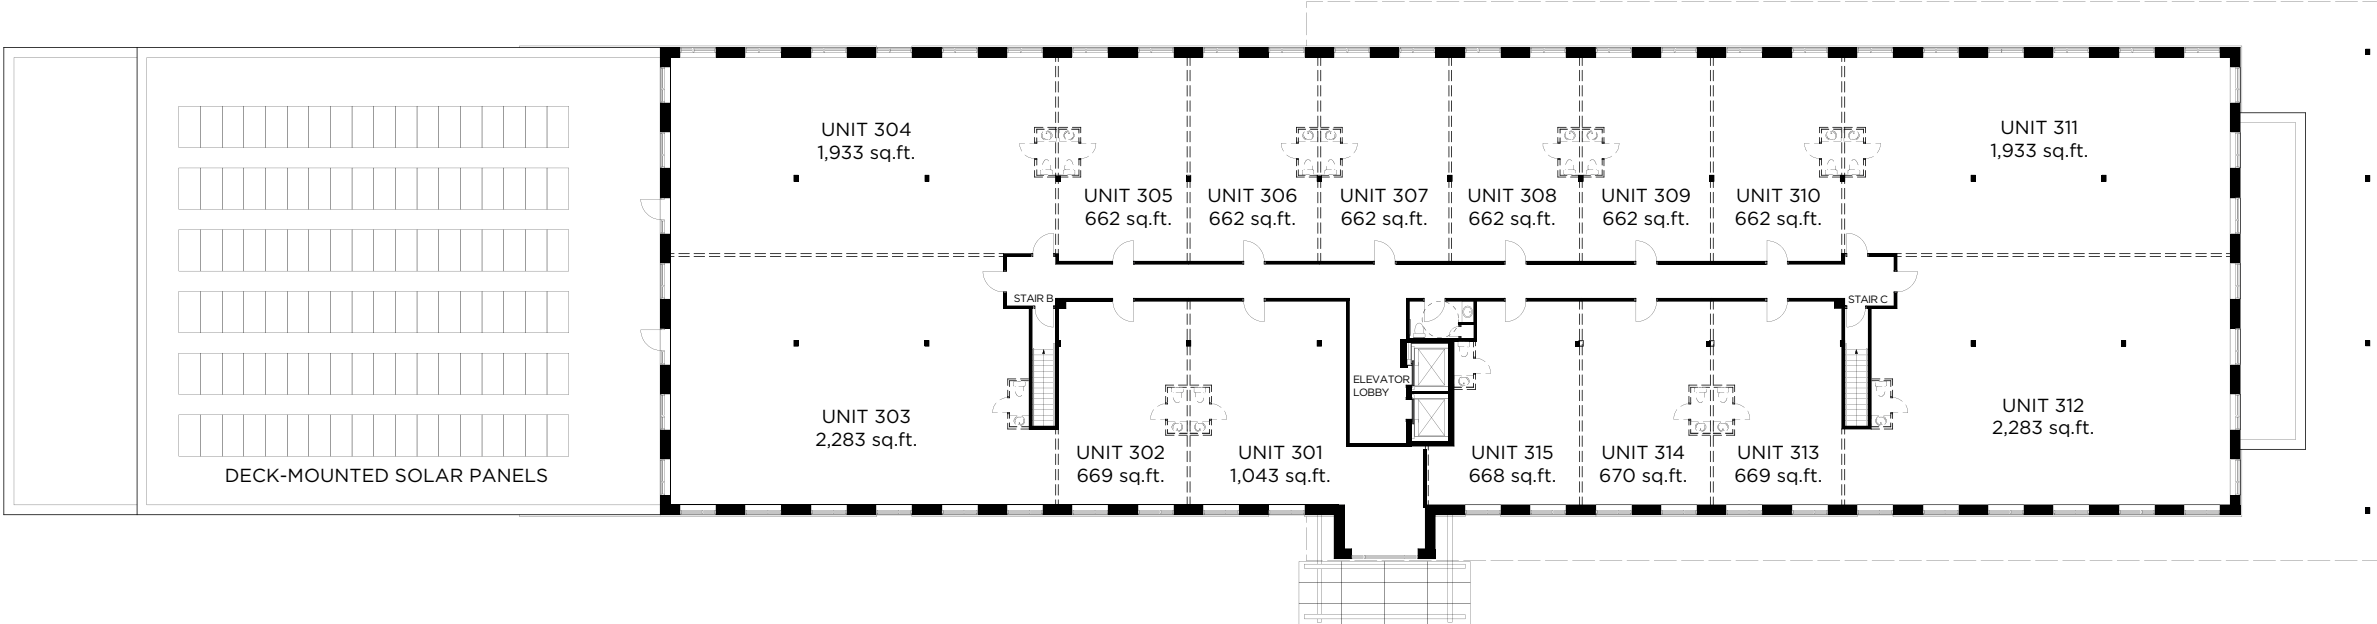 UNIT 304
1,933 sq.ft.
UNIT 305
662 sq.ft.
UNIT 306
662 sq.ft.
UNIT 307
662 sq.ft.
UNIT 308
662 sq.ft.
UNIT 309
662 sq.ft.
UNIT 310
662 sq.ft.
UNIT 311
1,933 sq.ft.
STAIR B
STAIR C
ELEVATOR
LOBBY
UNIT 303
2,283 sq.ft.
UNIT 302
669 sq.ft.
UNIT 301
1,043 sq.ft.
UNIT 315
668 sq.ft.
UNIT 314
670 sq.ft.
UNIT 313
669 sq.ft.
UNIT 312
2,283 sq.ft.
DECK-MOUNTED SOLAR PANELS